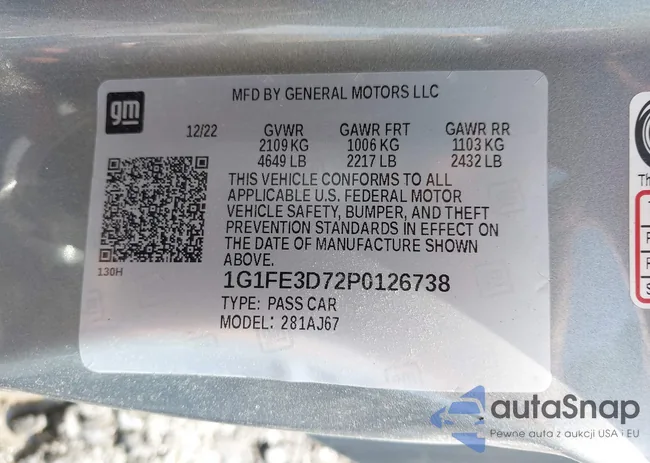 gm
MFD BY GENERAL MOTORS LLC
12/22 GVWR GAWR FRT GAWR RR
2109 KG 1006 KG 1103 KG
4649 LB 2217 LB 2432 LB
THIS VEHICLE CONFORMS TO ALL
APPLICABLE U.S. FEDERAL MOTOR
VEHICLE SAFETY, BUMPER, AND THEFT
PREVENTION STANDARDS IN EFFECT ON
THE DATE OF MANUFACTURE SHOWN
ABOVE.
130H
1G1FE3D72P0126738
TYPE: PASS CAR
MODEL: 281AJ67
Th
autaSnap
Pewne auta z aukcji USA i EU